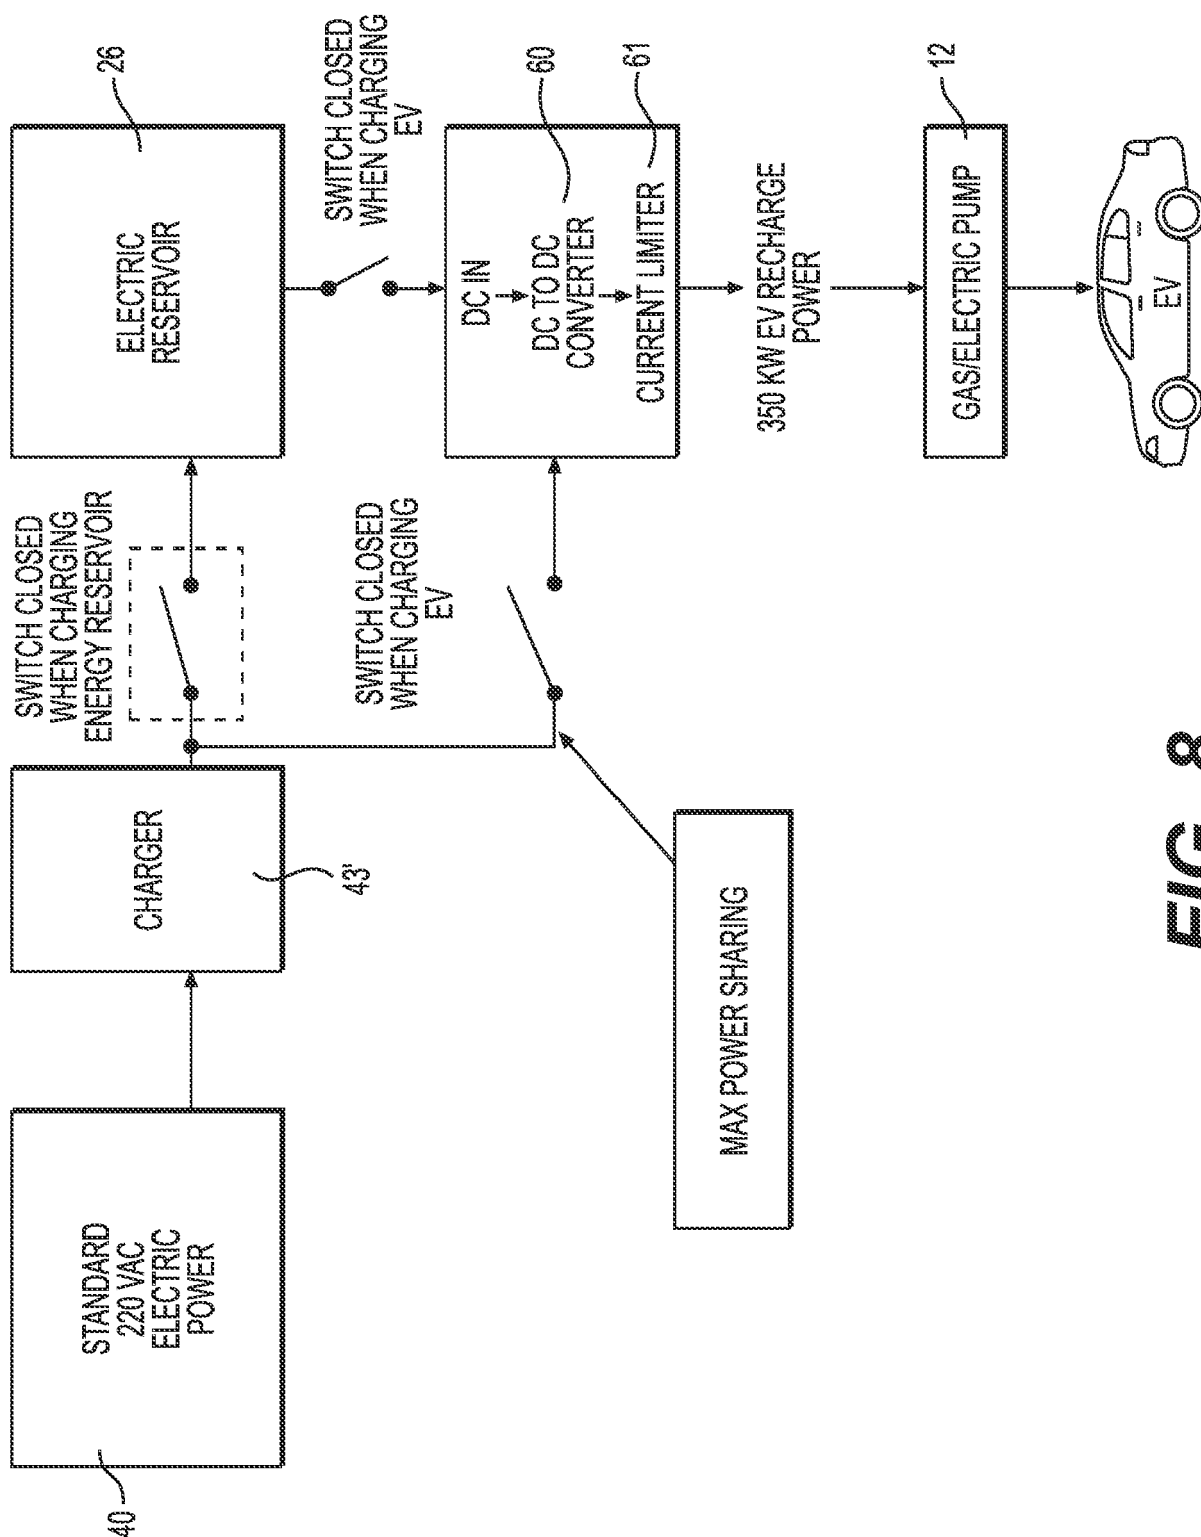 40
STANDARD
220 VAC
ELECTRIC
POWER
CHARGER
43'
SWITCH CLOSED
WHEN CHARGING
ENERGY RESERVOIR
ELECTRIC
RESERVOIR
26
SWITCH CLOSED
WHEN CHARGING
EV
SWITCH CLOSED
WHEN CHARGING
EV
DC IN
DC TO DC
CONVERTER
60
CURRENT LIMITER
61
MAX POWER SHARING
350 KW EV RECHARGE
POWER
GAS/ELECTRIC PUMP
12
EV
FIG. 8